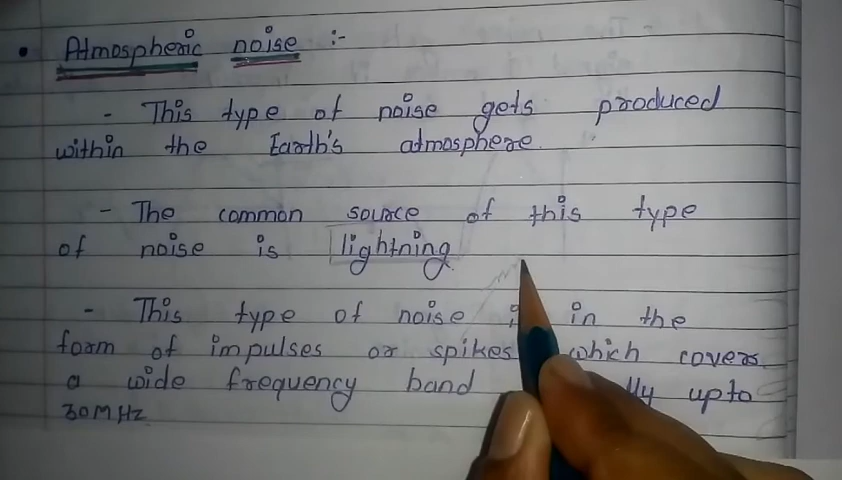 • Atmospheric noise :-
- This type of noise gets produced
within the Earth's atmosphere.
- The common source of this type
of noise is lightning.
- This type of noise in the
form of impulses or spikes which covers
a wide frequency band upto
30MHz